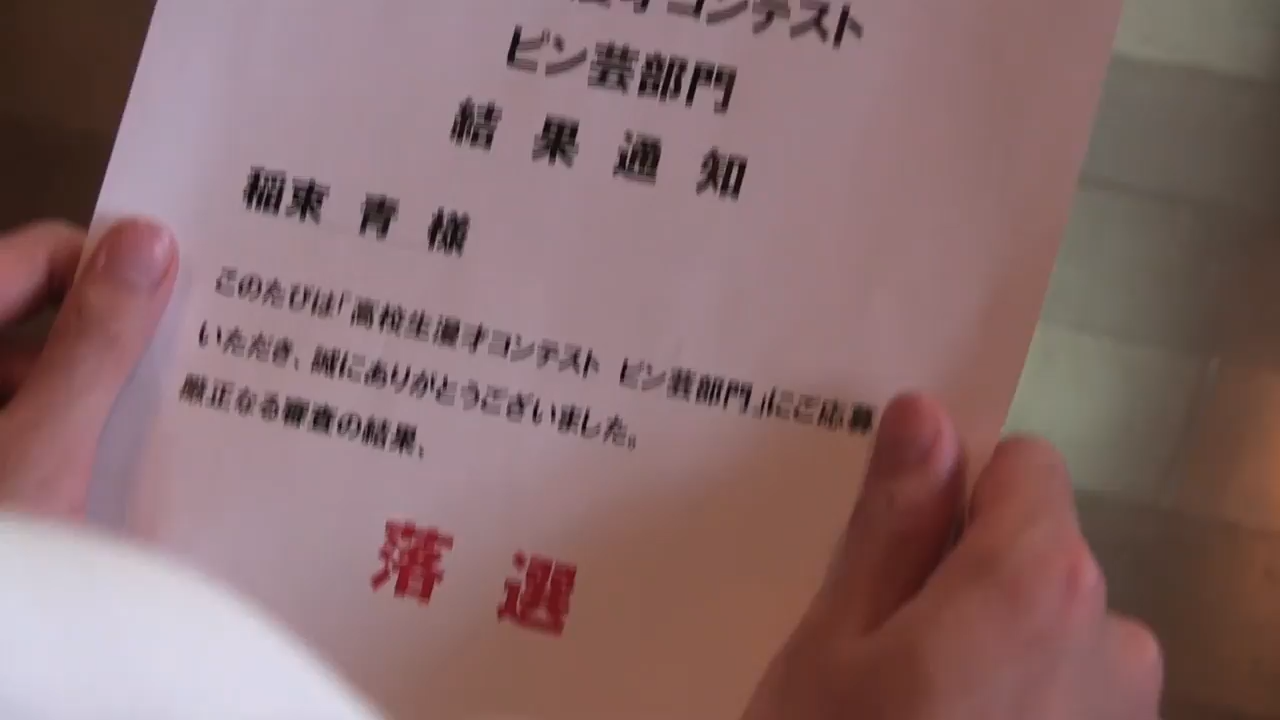 漫才コンテスト
ピン芸部門
結果通知
稲束 青 様
このたびは「高校生漫才コンテスト ピン芸部門」にご応募
いただき、誠にありがとうございました。
厳正なる審査の結果、
落選